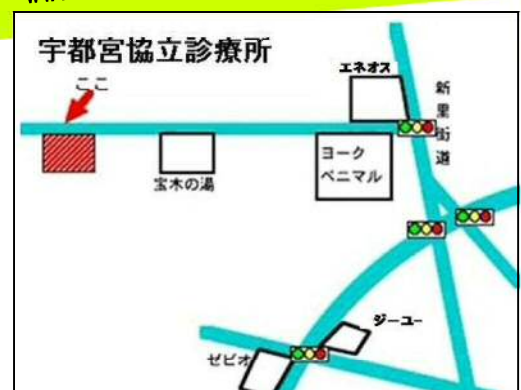 宇都宮協立診療所
ここ
エネオス
新里街道
宝木の湯
ヨーク
ベニマル
ジーユー
ゼビオ